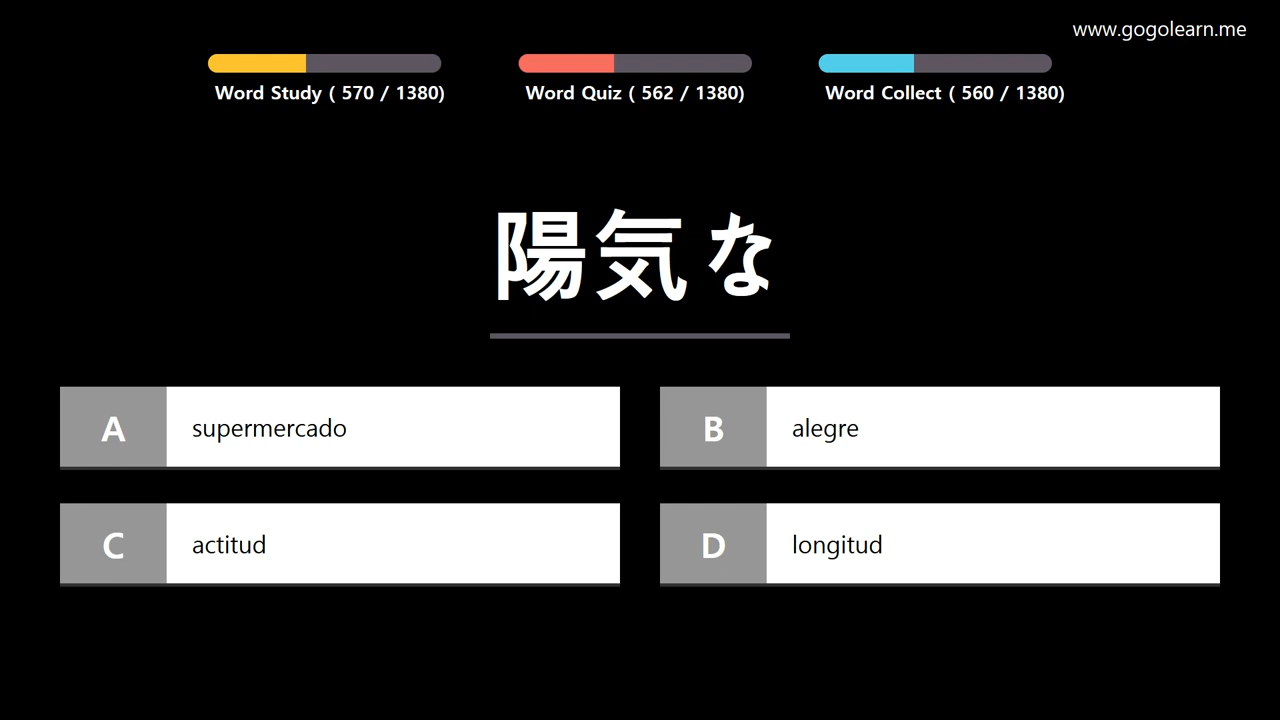 www.gogolearn.me
Word Study ( 570 / 1380)
Word Quiz ( 562 / 1380)
Word Collect ( 560 / 1380)
陽気な
A supermercado
B alegre
C actitud
D longitud